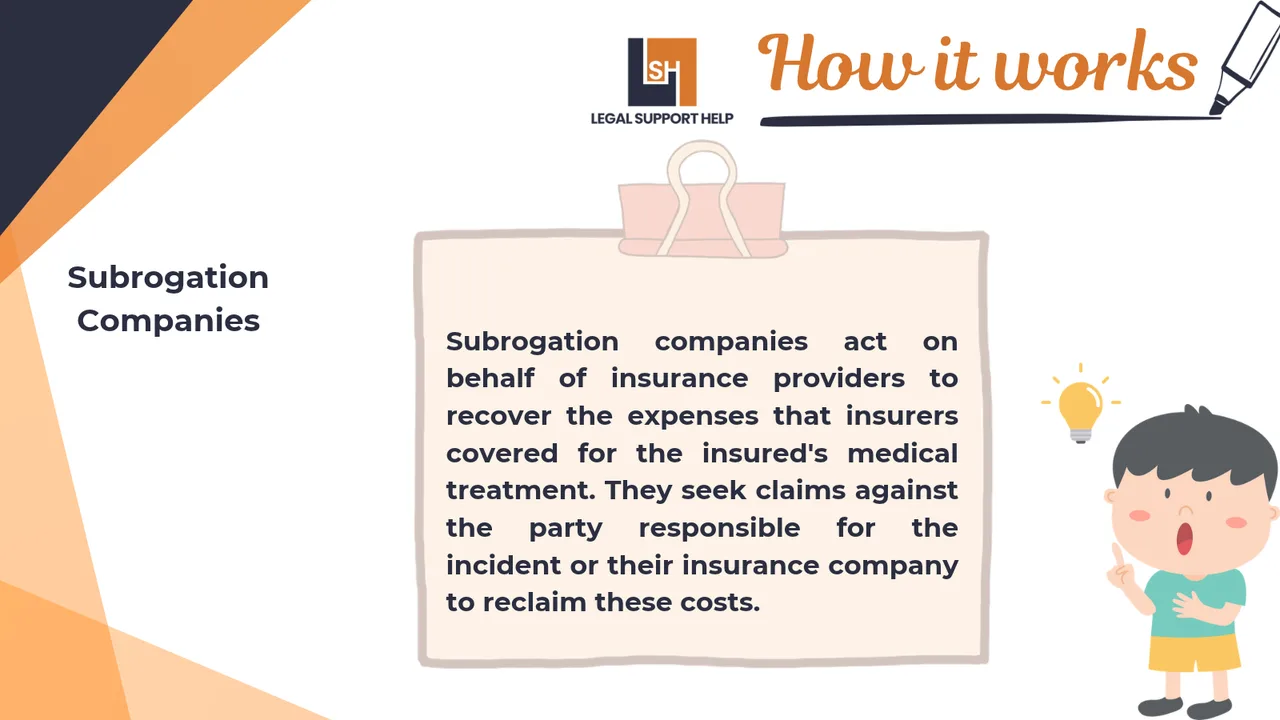 SH
LEGAL SUPPORT HELP
How it works
Subrogation
Companies
Subrogation companies act on
behalf of insurance providers to
recover the expenses that insurers
covered for the insured's medical
treatment. They seek claims against
the party responsible for the
incident or their insurance company
to reclaim these costs.